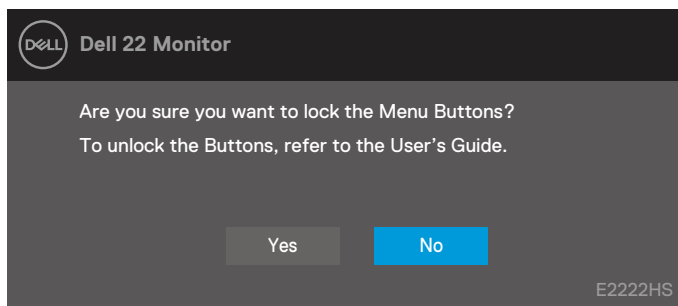 DELL Dell 22 Monitor
Are you sure you want to lock the Menu Buttons?
To unlock the Buttons, refer to the User’s Guide.
Yes No
E2222HS